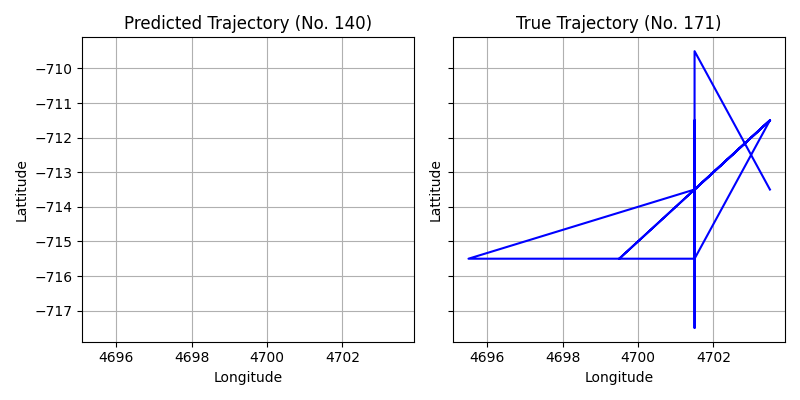 Predicted Trajectory (No. 140)
True Trajectory (No. 171)
−710
−711
−712
−713
−714
−715
−716
−717
Lattitude
Lattitude
4696 4698 4700 4702
4696 4698 4700 4702
Longitude
Longitude